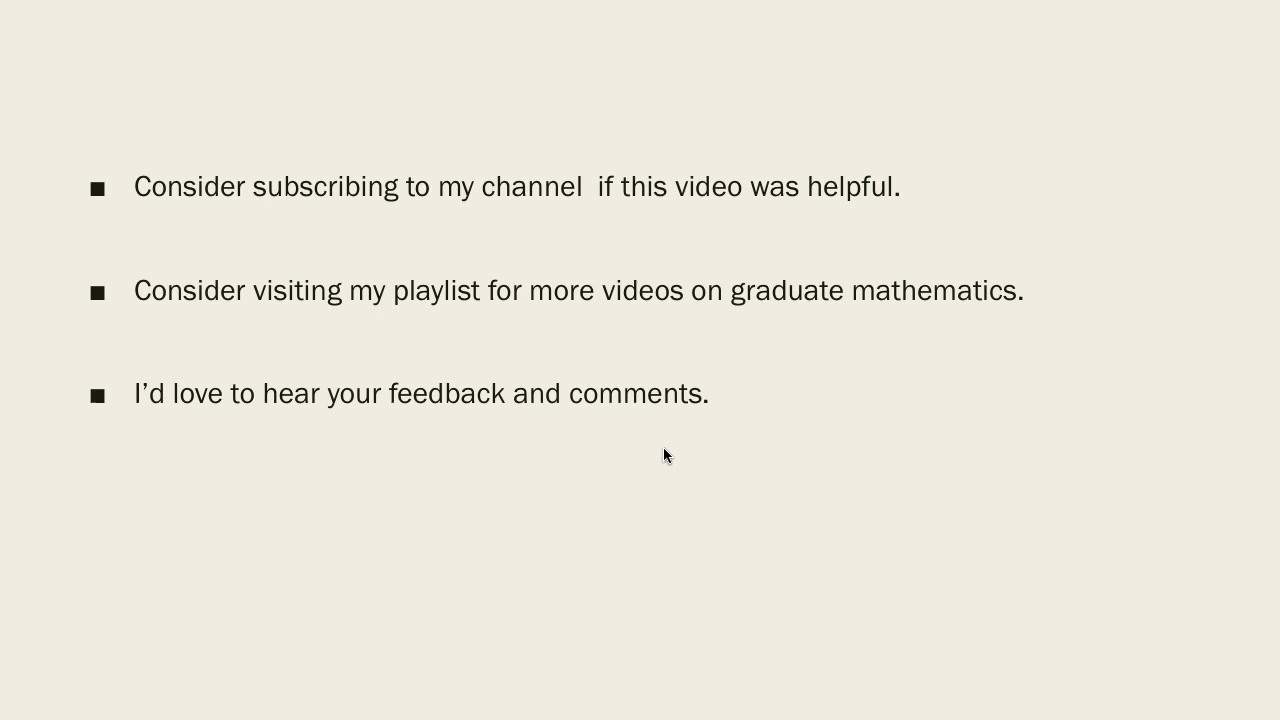 ▪ Consider subscribing to my channel  if this video was helpful.
▪ Consider visiting my playlist for more videos on graduate mathematics.
▪ I’d love to hear your feedback and comments.